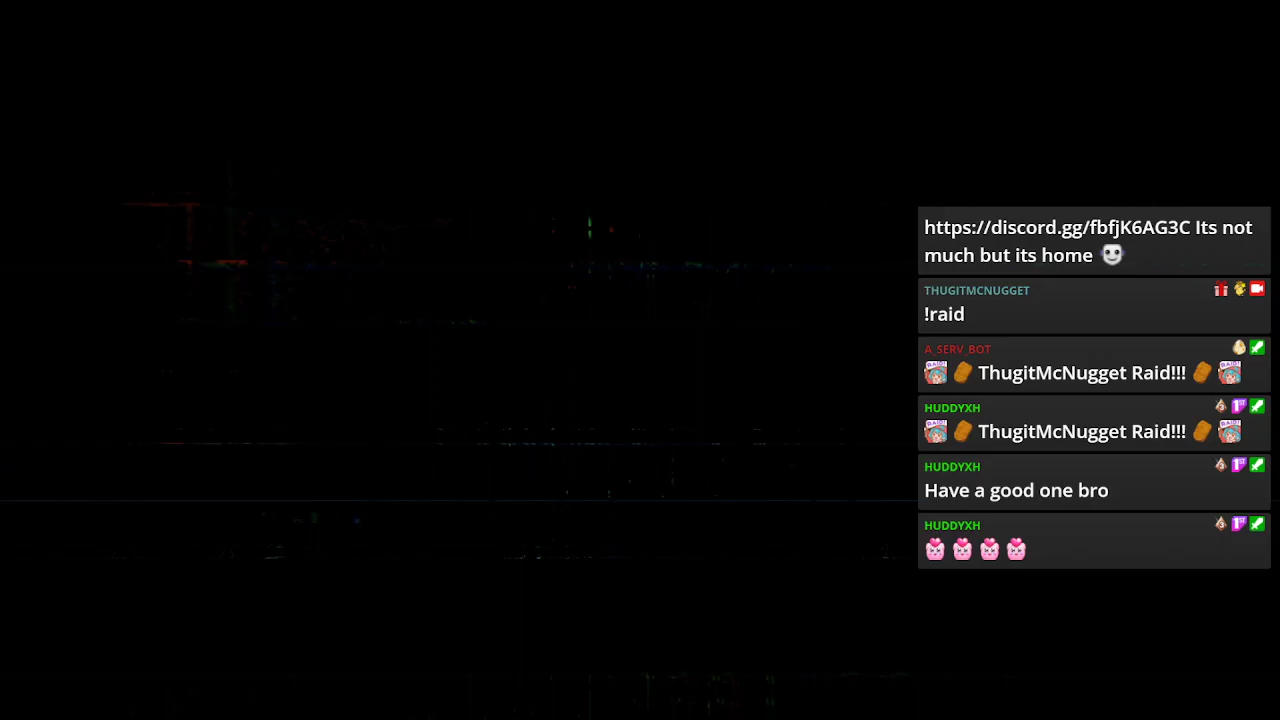 https://discord.gg/fbfjK6AG3C Its not
much but its home
THUGITMCNUGGET
!raid
A_SERV_BOT
ThugitMcNugget Raid!!!
HUDDYXH
ThugitMcNugget Raid!!!
HUDDYXH
Have a good one bro
HUDDYXH